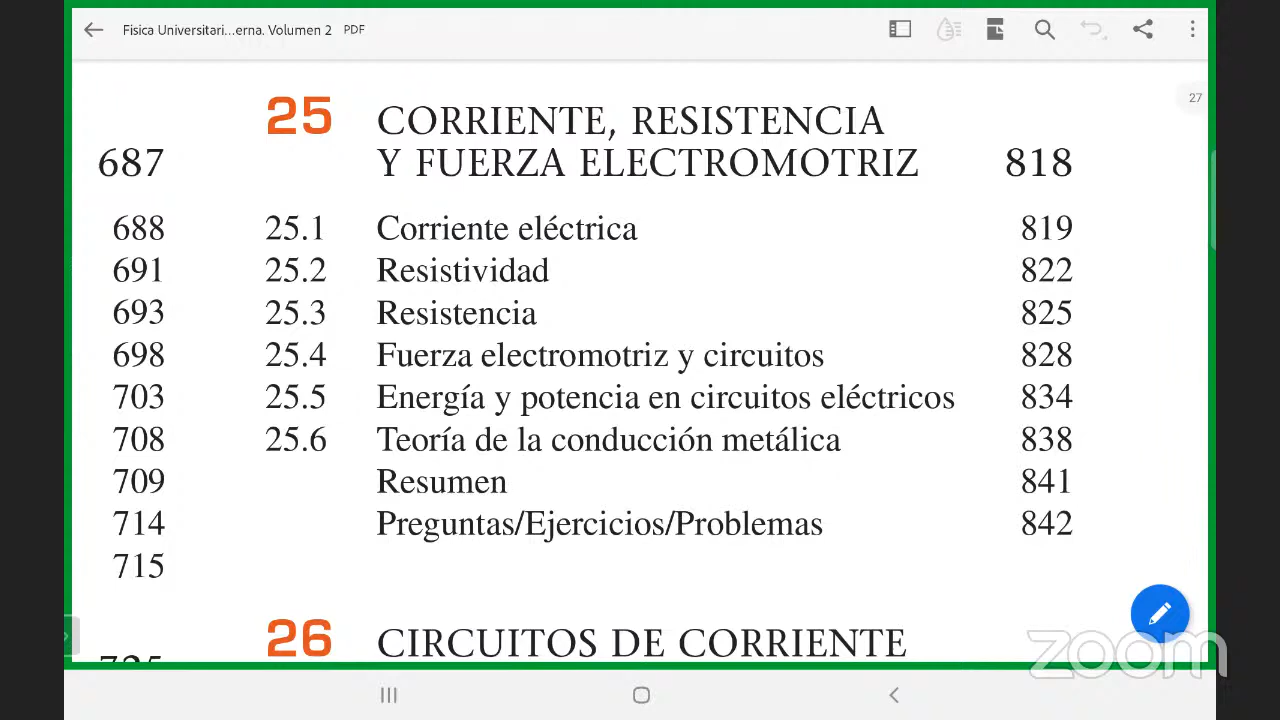 Fisica Universitari...erna. Volumen 2 PDF
27
25 CORRIENTE, RESISTENCIA
687 Y FUERZA ELECTROMOTRIZ 818
688 25.1 Corriente eléctrica 819
691 25.2 Resistividad 822
693 25.3 Resistencia 825
698 25.4 Fuerza electromotriz y circuitos 828
703 25.5 Energía y potencia en circuitos eléctricos 834
708 25.6 Teoría de la conducción metálica 838
709 Resumen 841
714 Preguntas/Ejercicios/Problemas 842
715
26 CIRCUITOS DE CORRIENTE
zoom